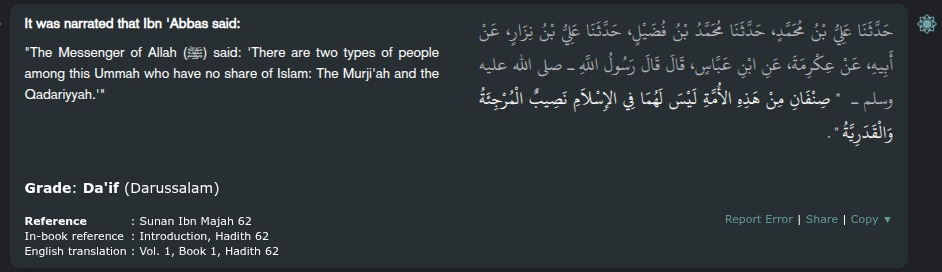 It was narrated that Ibn 'Abbas said:
"The Messenger of Allah (ﷺ) said: 'There are two types of people
among this Ummah who have no share of Islam: The Murji'ah and the
Qadariyyah.'"
حَدَّثَنَا عَلِيُّ بْنُ مُحَمَّدٍ، حَدَّثَنَا مُحَمَّدُ بْنُ فُضَيْلٍ، حَدَّثَنَا عَلِيُّ بْنُ نِزَارٍ، عَنْ
أَبِيهِ، عَنْ عِكْرِمَةَ، عَنِ ابْنِ عَبَّاسٍ، قَالَ قَالَ رَسُولُ اللَّهِ ـ صلى الله عليه
وسلم ـ " صِنْفَانِ مِنْ هَذِهِ الأُمَّةِ لَيْسَ لَهُمَا فِي الإِسْلاَمِ نَصِيبٌ الْمُرْجِئَةُ
وَالْقَدَرِيَّةُ " .
Grade: Da'if (Darussalam)
Reference : Sunan Ibn Majah 62
In-book reference : Introduction, Hadith 62
English translation : Vol. 1, Book 1, Hadith 62
Report Error | Share | Copy ▼